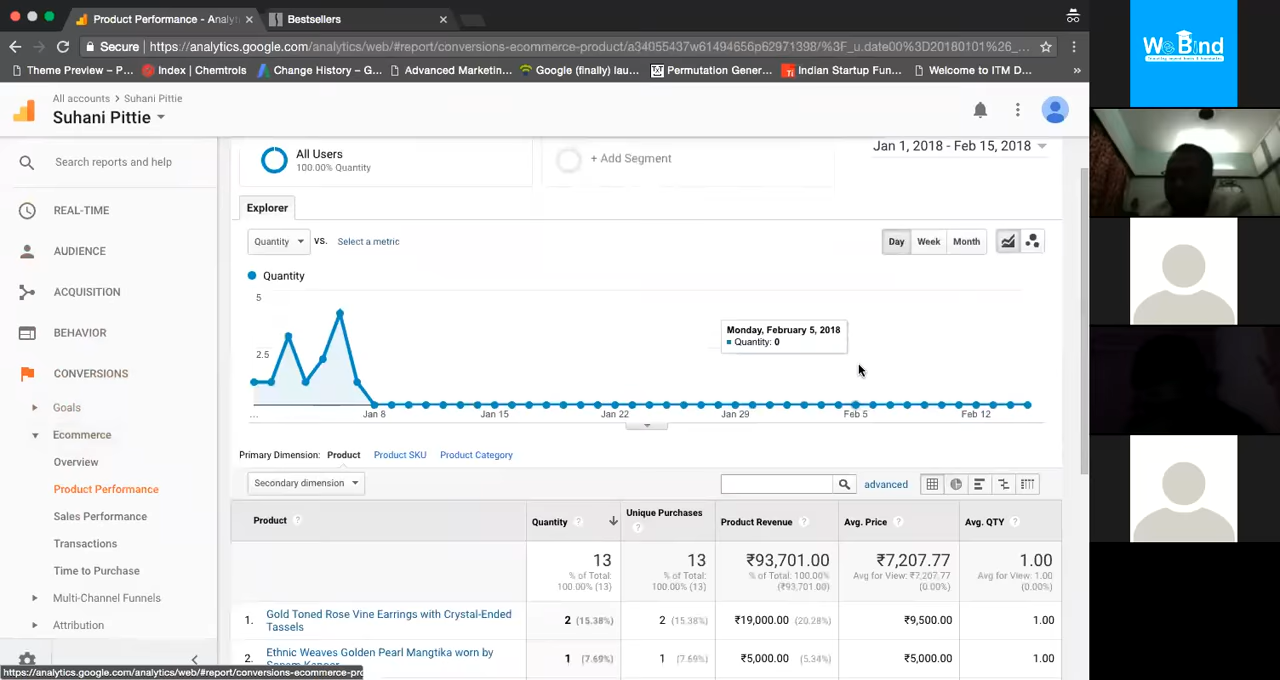 Product Performance - Analyti
Bestsellers
Secure
https://analytics.google.com/analytics/web/#report/conversions-ecommerce-product/a34055437w61494656p62971398/%3F_u.date00%3D20180101%26_...
Theme Preview – P...
Index | Chemtrols
Change History – G...
Advanced Marketin...
Google (finally) lau...
Permutation Gener...
Indian Startup Fun...
Welcome to ITM D...
»
All accounts > Suhani Pittie
Suhani Pittie
Search reports and help
REAL-TIME
AUDIENCE
ACQUISITION
BEHAVIOR
CONVERSIONS
Goals
Ecommerce
Overview
Product Performance
Sales Performance
Transactions
Time to Purchase
Multi-Channel Funnels
Attribution
https://analytics.google.com/analytics/web/#report/conversions-ecommerce-pro
All Users
100.00% Quantity
+ Add Segment
Jan 1, 2018 - Feb 15, 2018
Explorer
Quantity
VS.
Select a metric
Day
Week
Month
Quantity
5
2.5
Monday, February 5, 2018
Quantity: 0
...
Jan 8
Jan 15
Jan 22
Jan 29
Feb 5
Feb 12
Primary Dimension: Product Product SKU Product Category
Secondary dimension
advanced
Product ?
Quantity ?
Unique Purchases ?
Product Revenue ?
Avg. Price ?
Avg. QTY ?
13
% of Total:
100.00% (13)
13
% of Total:
100.00% (13)
₹93,701.00
% of Total: 100.00%
(₹93,701.00)
₹7,207.77
Avg for View: ₹7,207.77
(0.00%)
1.00
Avg for View: 1.00
(0.00%)
1.
Gold Toned Rose Vine Earrings with Crystal-Ended
Tassels
2 (15.38%)
2 (15.38%)
₹19,000.00 (20.28%)
₹9,500.00
1.00
2.
Ethnic Weaves Golden Pearl Mangtika worn by
Sonam Kapoor
1 (7.69%)
1 (7.69%)
₹5,000.00 (5.34%)
₹5,000.00
1.00